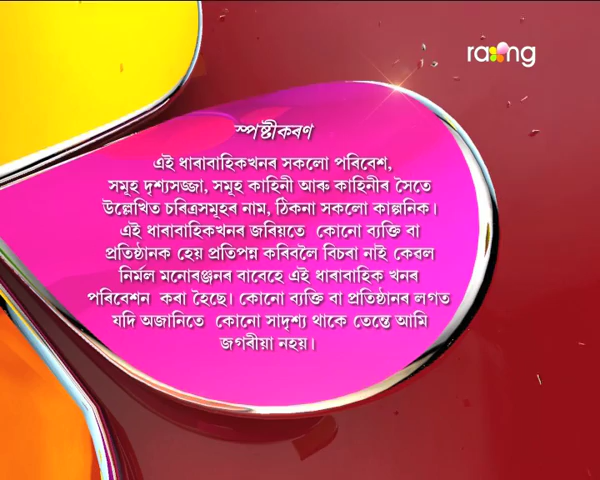 raang
স্পষ্টীকৰণ
এই ধাৰাবাহিকখনৰ সকলো পৰিবেশ,
সমূহ দৃশ্যসজ্জা, সমূহ কাহিনী আৰু কাহিনীৰ সৈতে
উল্লেখিত চৰিত্ৰসমূহৰ নাম, ঠিকনা সকলো কাল্পনিক।
এই ধাৰাবাহিকখনৰ জৰিয়তে কোনো ব্যক্তি বা
প্ৰতিষ্ঠানক হেয় প্ৰতিপন্ন কৰিবলৈ বিচৰা নাই কেৱল
নিৰ্মল মনোৰঞ্জনৰ বাবেহে এই ধাৰাবাহিক খনৰ
পৰিবেশন কৰা হৈছে। কোনো ব্যক্তি বা প্ৰতিষ্ঠানৰ লগত
যদি অজানিতে কোনো সাদৃশ্য থাকে তেন্তে আমি
জগৰীয়া নহয়।